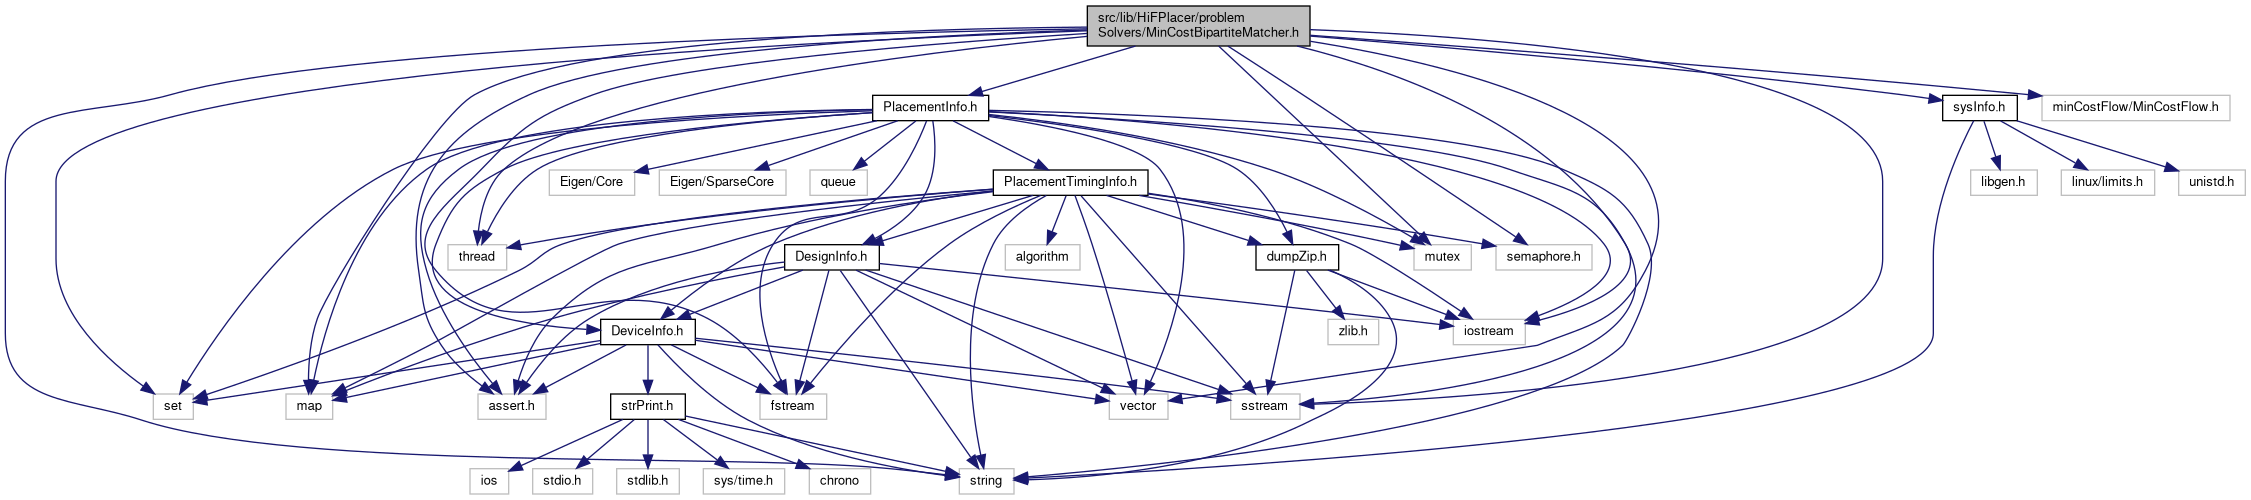 src/lib/HiFPlacer/problem
Solvers/MinCostBipartiteMatcher.h
PlacementInfo.h
sysInfo.h
minCostFlow/MinCostFlow.h
Eigen/Core
Eigen/SparseCore
queue
PlacementTimingInfo.h
libgen.h
linux/limits.h
unistd.h
thread
DesignInfo.h
algorithm
dumpZip.h
mutex
semaphore.h
DeviceInfo.h
zlib.h
iostream
set
map
assert.h
strPrint.h
fstream
vector
sstream
ios
stdio.h
stdlib.h
sys/time.h
chrono
string